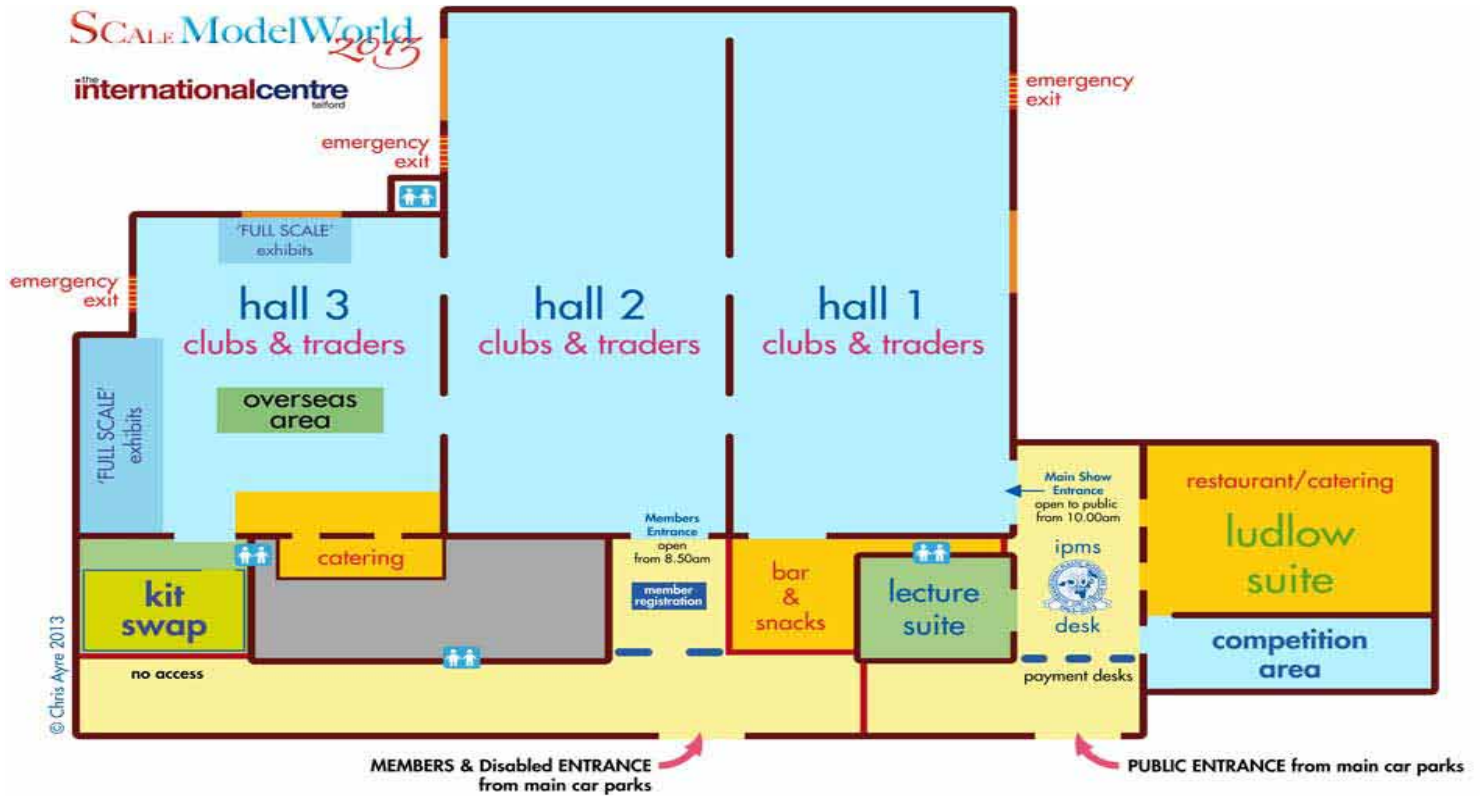 SCALE ModelWorld
2013
the
internationalcentre
telford
emergency
exit
emergency
exit
'FULL SCALE'
exhibits
emergency
exit
hall 3
clubs & traders
hall 2
clubs & traders
hall 1
clubs & traders
overseas
area
'FULL SCALE'
exhibits
Main Show
Entrance
open to public
from 10.00am
restaurant/catering
ludlow
suite
Members
Entrance
open
from 8.50am
member
registration
catering
kit
swap
bar
&
snacks
lecture
suite
ipms
desk
competition
area
no access
payment desks
© Chris Ayre 2013
MEMBERS & Disabled ENTRANCE
from main car parks
PUBLIC ENTRANCE from main car parks